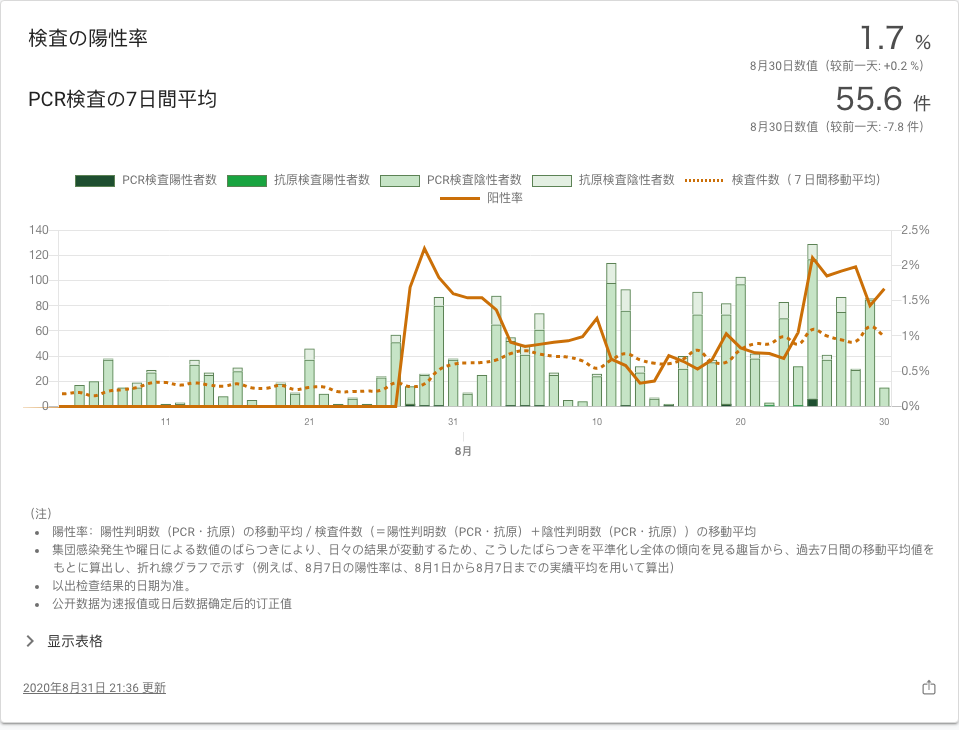 検査の陽性率
1.7 %
8月30日数值（较前一天: +0.2 %）
PCR検査の7日間平均
55.6 件
8月30日数值（较前一天: -7.8 件）
PCR検査陽性者数 抗原検査陽性者数 PCR検査陰性者数 抗原検査陰性者数 検査件数（７日間移動平均）
阳性率
140 2.5%
120 2%
100
80 1.5%
60 1%
40 0.5%
20
0 0%
11 21 31 10 20 30
8月
（注）
陽性率：陽性判明数（PCR・抗原）の移動平均 / 検査件数（＝陽性判明数（PCR・抗原）＋陰性判明数（PCR・抗原））の移動平均
集団感染発生や曜日による数値のばらつきにより、日々の結果が変動するため、こうしたばらつきを平準化し全体の傾向を見る趣旨から、過去7日間の移動平均値を
もとに算出し、折れ線グラフで示す（例えば、8月7日の陽性率は、8月1日から8月7日までの実績平均を用いて算出）
以出检查结果的日期为准。
公开数据为速报值或日后数据确定后的订正值
显示表格
2020年8月31日 21:36 更新